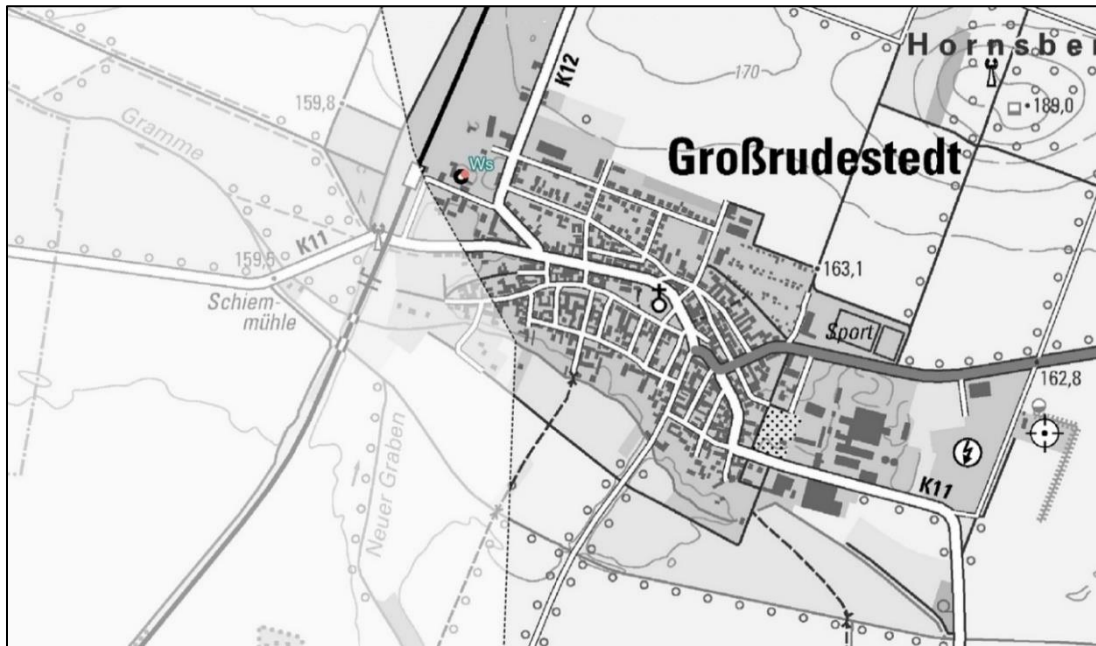 Hornsber
K12
170
159,8
189,0
Gramme
Großrudestedt
Ws
K11
163,1
159,5
Schiem-
mühle
Sport
162,8
K11
Neuer Graben